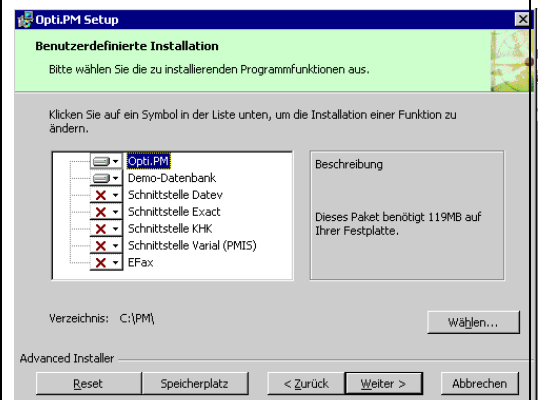 Opti.PM Setup
Benutzerdefinierte Installation
Bitte wählen Sie die zu installierenden Programmfunktionen aus.
Klicken Sie auf ein Symbol in der Liste unten, um die Installation einer Funktion zu
ändern.
Opti.PM
Demo-Datenbank
Schnittstelle Datev
Schnittstelle Exact
Schnittstelle KHK
Schnittstelle Varial (PMIS)
EFax
Beschreibung
Dieses Paket benötigt 119MB auf
Ihrer Festplatte.
Verzeichnis: C:\PM\
Wählen...
Advanced Installer
Reset Speicherplatz < Zurück Weiter > Abbrechen